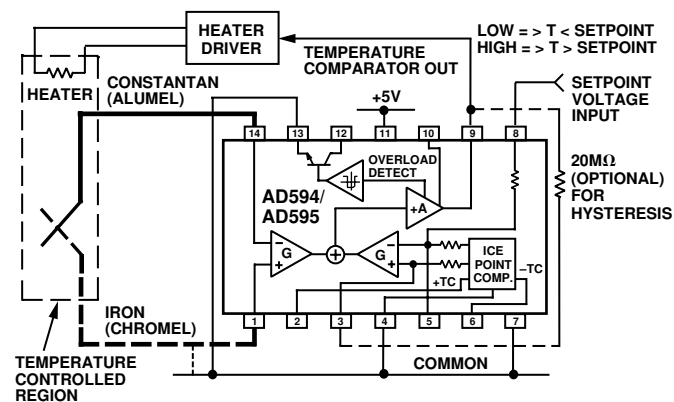 HEATER
DRIVER
LOW = > T < SETPOINT
HIGH = > T > SETPOINT
TEMPERATURE
COMPARATOR OUT
HEATER
CONSTANTAN
(ALUMEL)
+5V
SETPOINT
VOLTAGE
INPUT
14
13
12
11
10
9
8
OVERLOAD
DETECT
20MΩ
(OPTIONAL)
FOR
HYSTERESIS
AD594/
AD595
+A
–
+
G
–
+
G
ICE
POINT
COMP.
–TC
+TC
IRON
(CHROMEL)
1
2
3
4
5
6
7
TEMPERATURE
CONTROLLED
REGION
COMMON